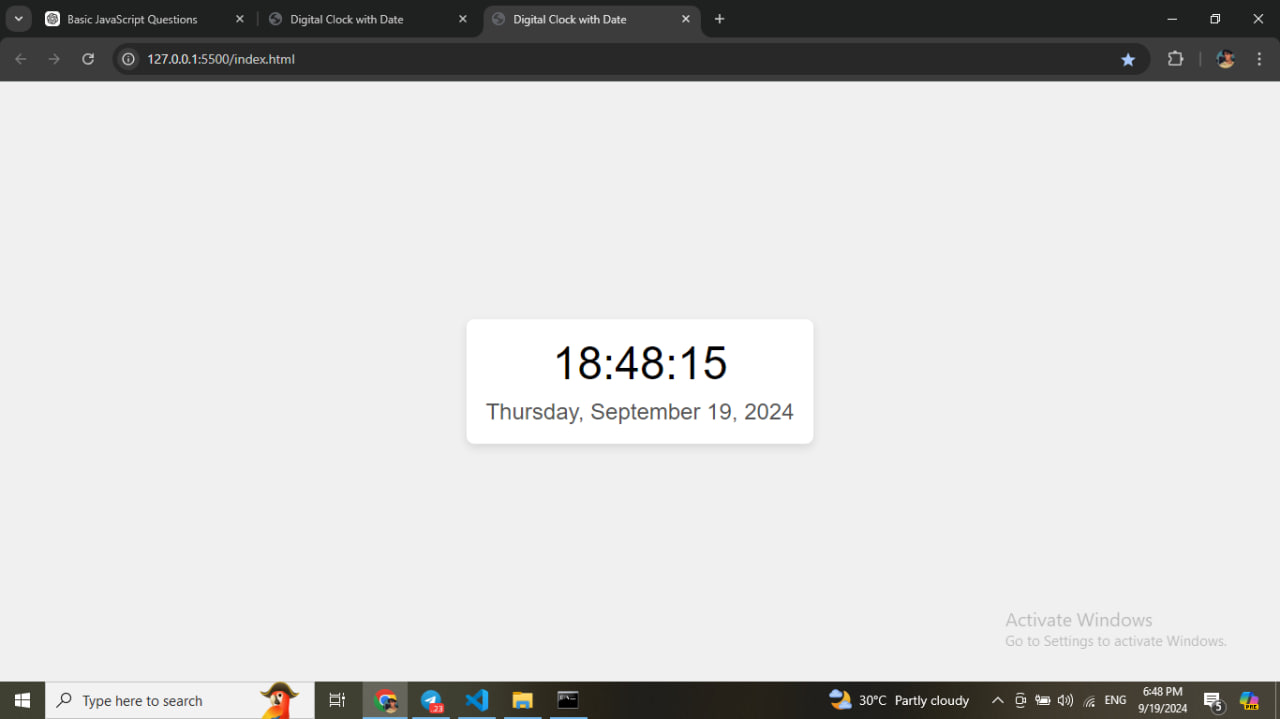 Basic JavaScript Questions
Digital Clock with Date
Digital Clock with Date
127.0.0.1:5500/index.html
18:48:15
Thursday, September 19, 2024
Activate Windows
Go to Settings to activate Windows.
Type here to search
23
30°C Partly cloudy
ENG
6:48 PM
9/19/2024
5
PRE